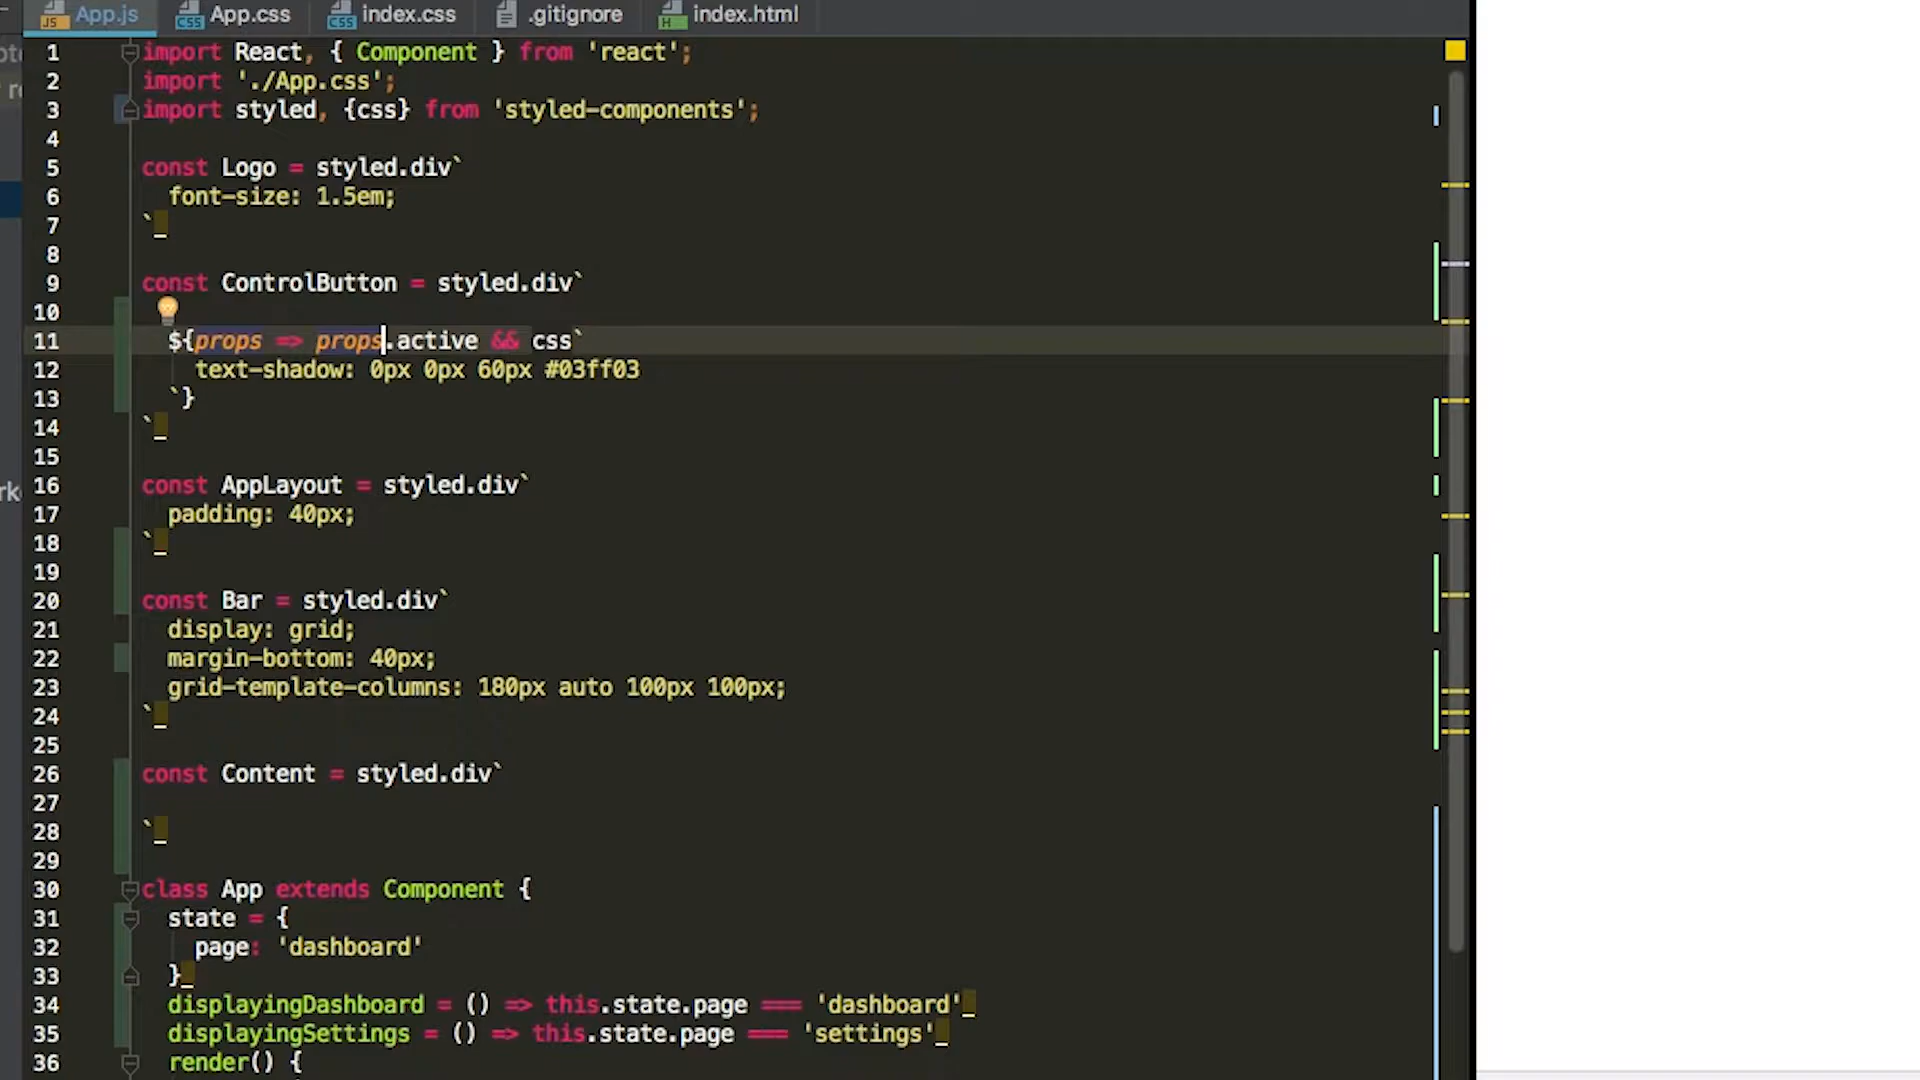 App.js App.css index.css .gitignore index.html
1 import React, { Component } from 'react';
2 import './App.css';
3 import styled, {css} from 'styled-components';
4
5 const Logo = styled.div`
6 font-size: 1.5em;
7 `
8
9 const ControlButton = styled.div`
10
11 ${props => props.active && css`
12 text-shadow: 0px 0px 60px #03ff03
13 `}
14 `
15
16 const AppLayout = styled.div`
17 padding: 40px;
18 `
19
20 const Bar = styled.div`
21 display: grid;
22 margin-bottom: 40px;
23 grid-template-columns: 180px auto 100px 100px;
24 `
25
26 const Content = styled.div`
27
28 `
29
30 class App extends Component {
31 state = {
32 page: 'dashboard'
33 }
34 displayingDashboard = () => this.state.page === 'dashboard'
35 displayingSettings = () => this.state.page === 'settings'
36 render() {